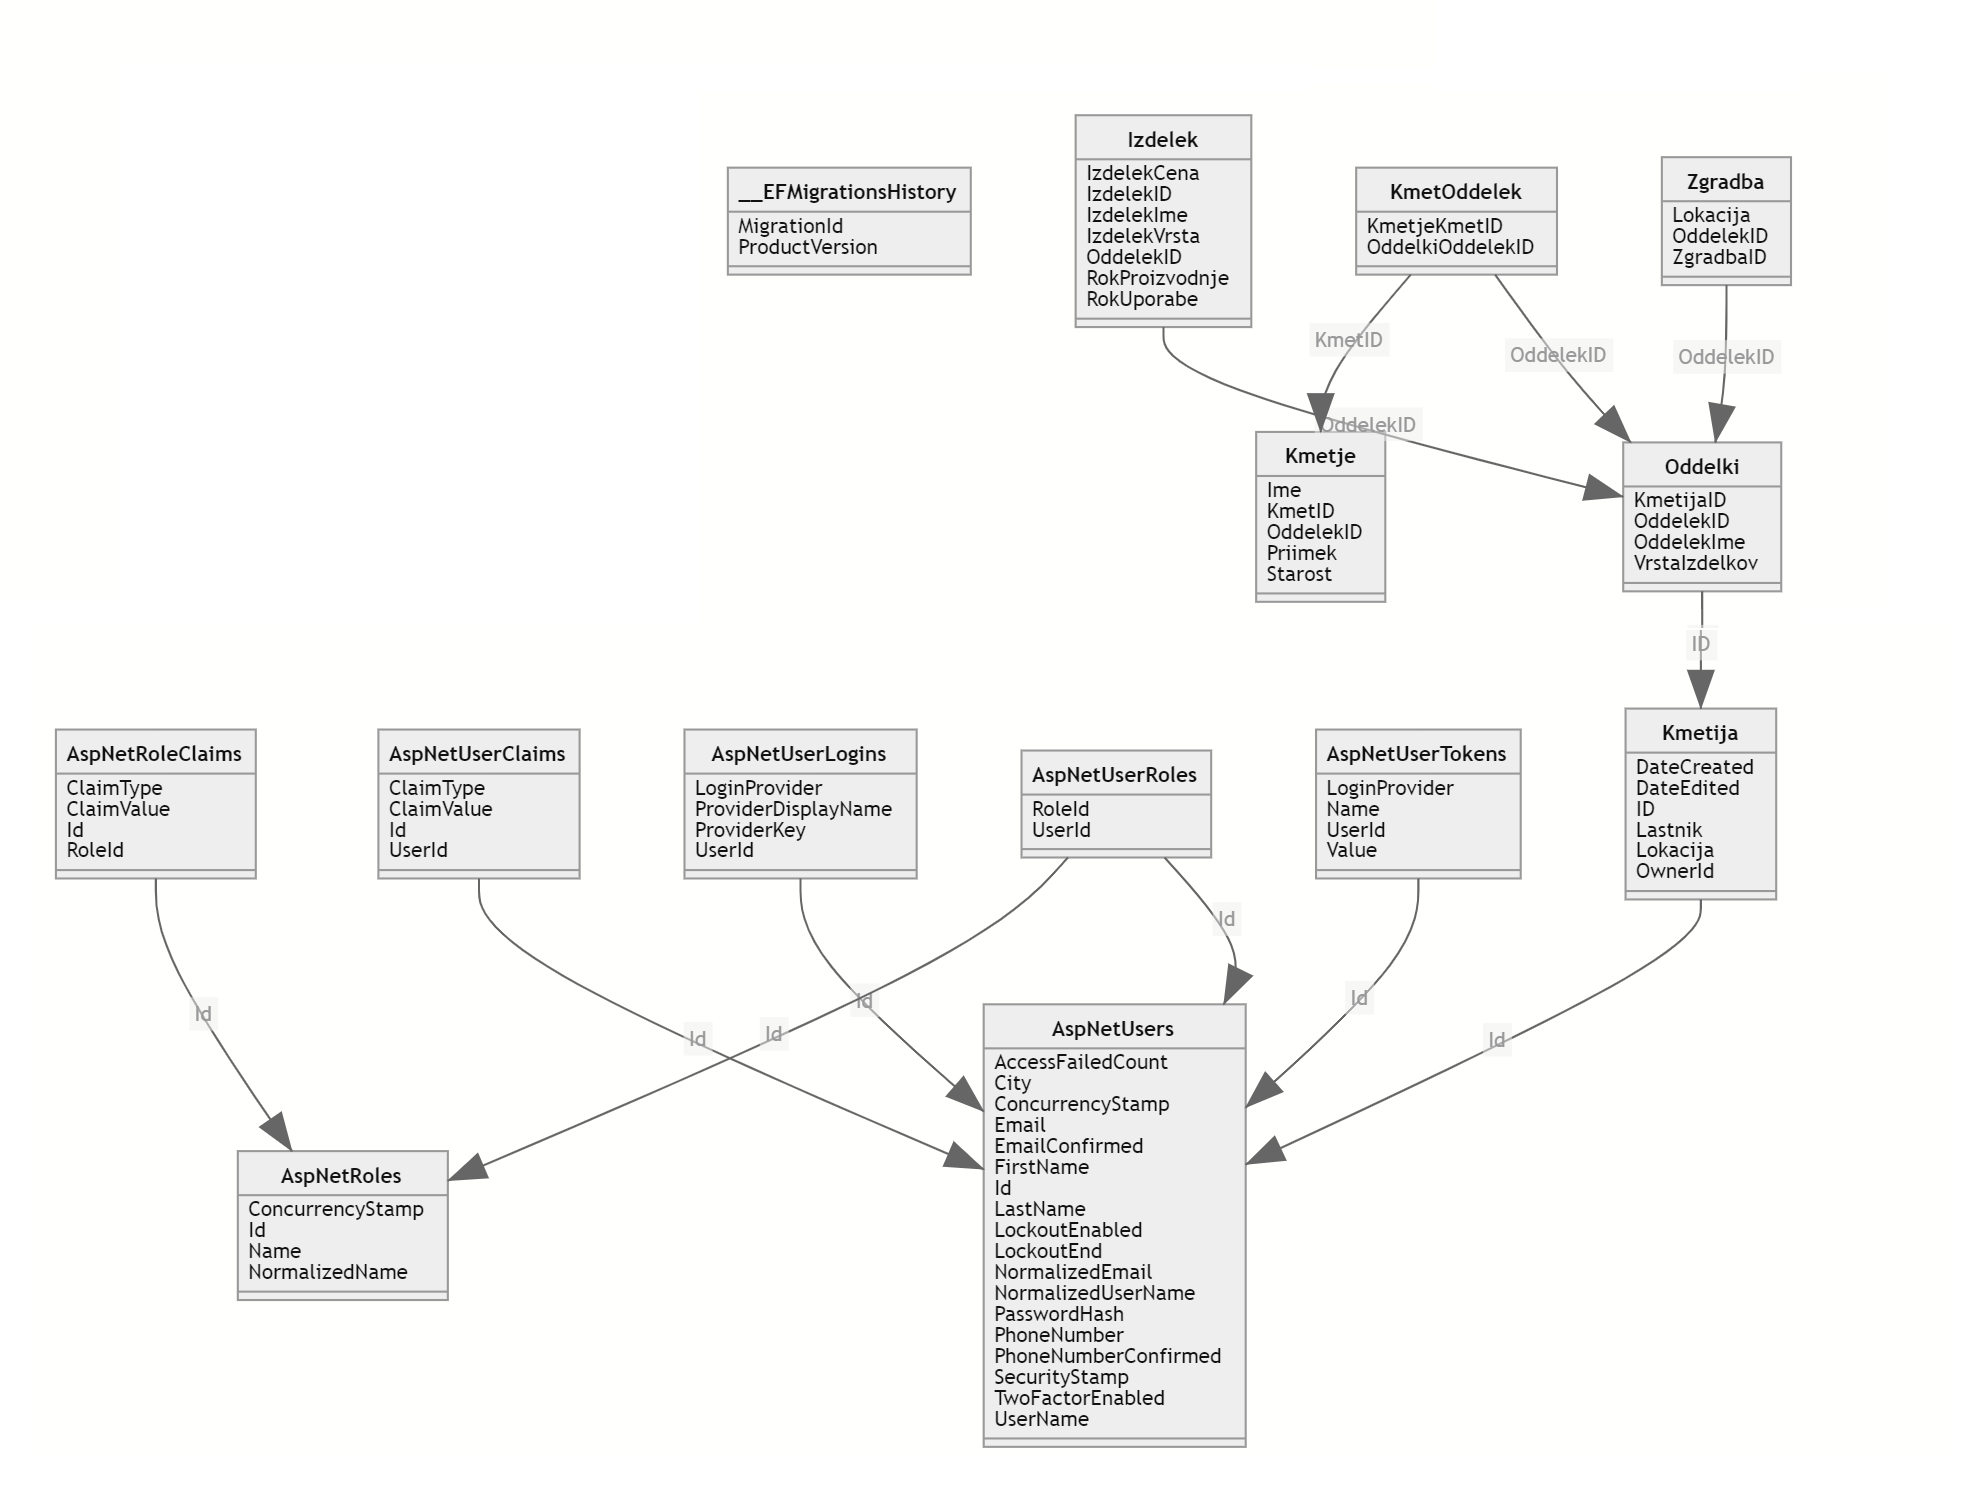 Izdelek
IzdelekCena
IzdelekID
IzdelekIme
IzdelekVrsta
OddelekID
RokProizvodnje
RokUporabe
__EFMigrationsHistory
MigrationId
ProductVersion
KmetOddelek
KmetjeKmetID
OddelkiOddelekID
Zgradba
Lokacija
OddelekID
ZgradbaID
KmetID
OddelekID
OddelekID
OddelekID
Kmetje
Ime
KmetID
OddelekID
Priimek
Starost
Oddelki
KmetijaID
OddelekID
OddelekIme
VrstaIzdelkov
ID
AspNetRoleClaims
ClaimType
ClaimValue
Id
RoleId
AspNetUserClaims
ClaimType
ClaimValue
Id
UserId
AspNetUserLogins
LoginProvider
ProviderDisplayName
ProviderKey
UserId
AspNetUserRoles
RoleId
UserId
AspNetUserTokens
LoginProvider
Name
UserId
Value
Kmetija
DateCreated
DateEdited
ID
Lastnik
Lokacija
OwnerId
Id
Id
Id
Id
Id
Id
Id
AspNetRoles
ConcurrencyStamp
Id
Name
NormalizedName
AspNetUsers
AccessFailedCount
City
ConcurrencyStamp
Email
EmailConfirmed
FirstName
Id
LastName
LockoutEnabled
LockoutEnd
NormalizedEmail
NormalizedUserName
PasswordHash
PhoneNumber
PhoneNumberConfirmed
SecurityStamp
TwoFactorEnabled
UserName